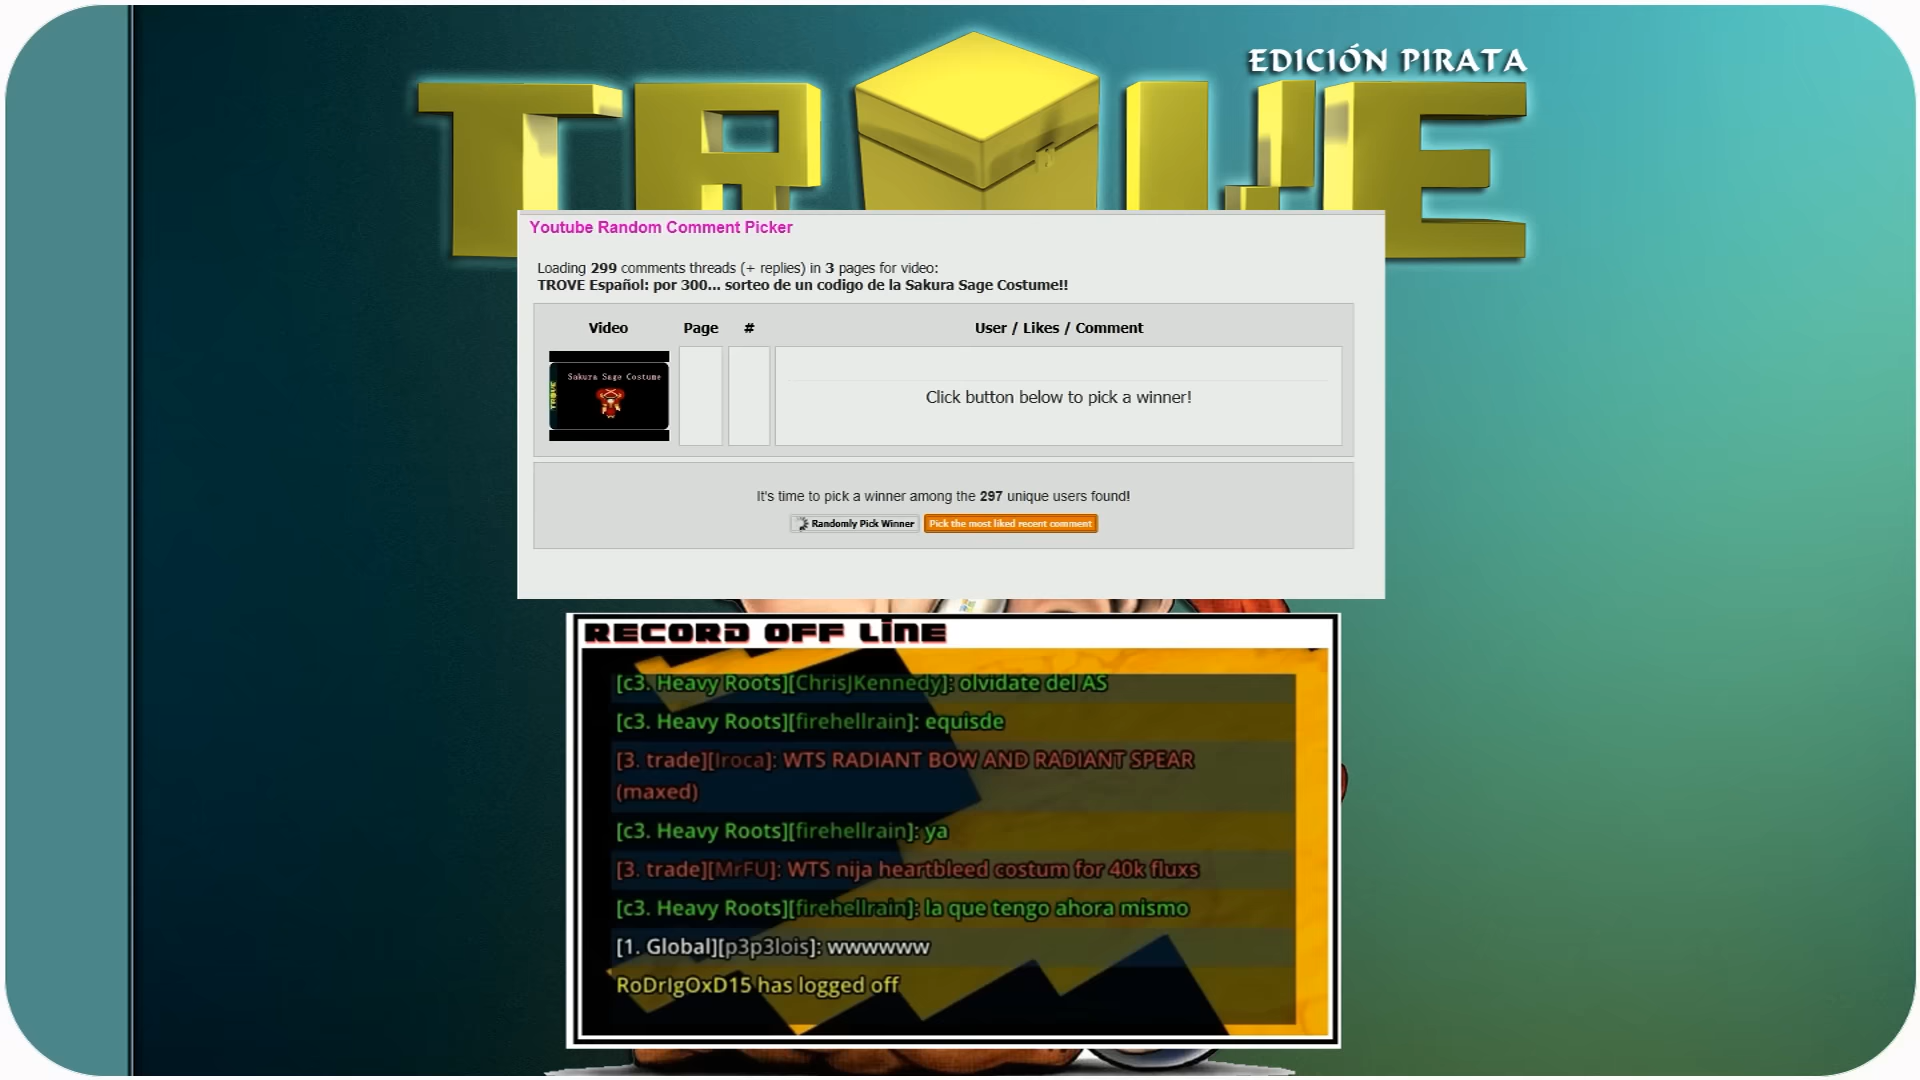 EDICIÓN PIRATA
TROVE
Youtube Random Comment Picker
Loading 299 comments threads (+ replies) in 3 pages for video:
TROVE Español: por 300... sorteo de un codigo de la Sakura Sage Costume!!
Video Page # User / Likes / Comment
Sakura Sage Costume
TROVE
Click button below to pick a winner!
It's time to pick a winner among the 297 unique users found!
Randomly Pick Winner Pick the most liked recent comment
RECORD OFF LINE
[c3. Heavy Roots][ChrisJKennedy]: olvidate del AS
[c3. Heavy Roots][firehellrain]: equisde
[3. trade][Iroca]: WTS RADIANT BOW AND RADIANT SPEAR
(maxed)
[c3. Heavy Roots][firehellrain]: ya
[3. trade][MrFU]: WTS nija heartbleed costum for 40k fluxs
[c3. Heavy Roots][firehellrain]: la que tengo ahora mismo
[1. Global][p3p3lois]: wwwwww
RoDrIgOxD15 has logged off